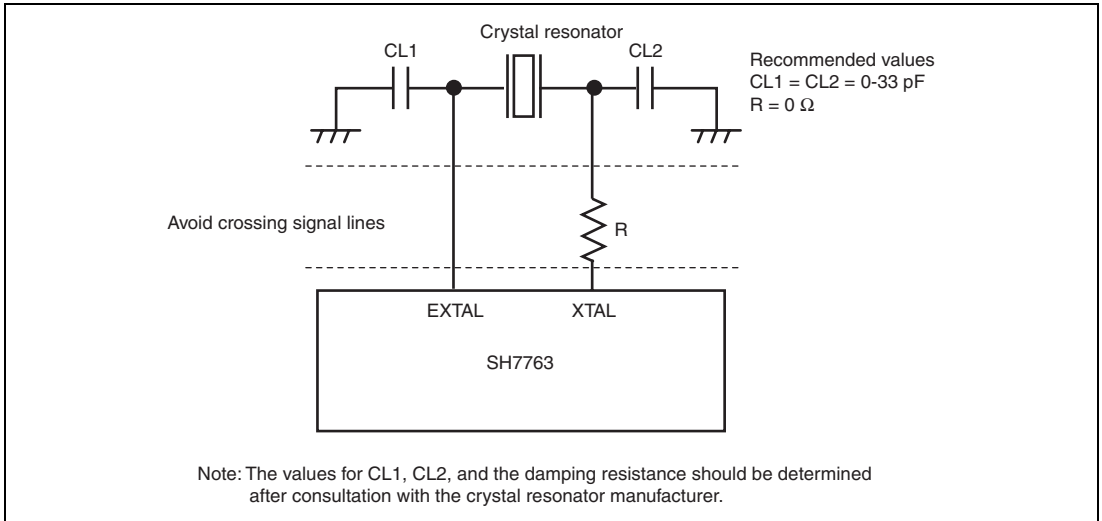 Crystal resonator
CL1
CL2
Recommended values
CL1 = CL2 = 0-33 pF
R = 0 Ω
Avoid crossing signal lines
R
EXTAL
XTAL
SH7763
Note: The values for CL1, CL2, and the damping resistance should be determined
after consultation with the crystal resonator manufacturer.